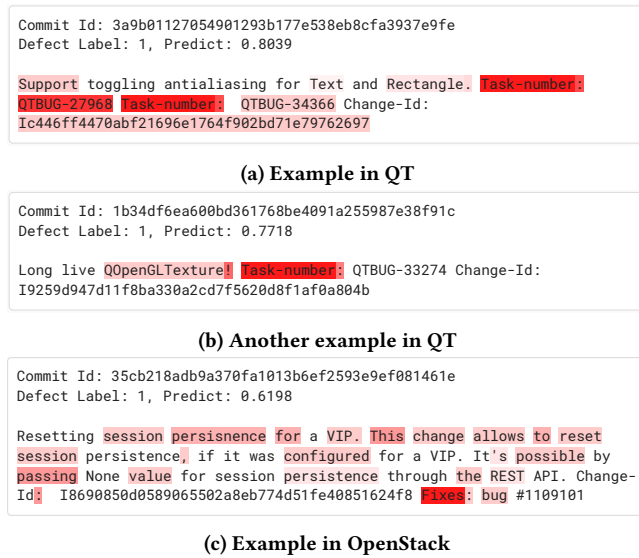 Commit Id: 3a9b01127054901293b177e538eb8cfa3937e9fe
Defect Label: 1, Predict: 0.8039
Support toggling antialiasing for Text and Rectangle. Task-number:
QTBUG-27968 Task-number: QTBUG-34366 Change-Id:
Ic446ff4470abf21696e1764f902bd71e79762697
(a) Example in QT
Commit Id: 1b34df6ea600bd361768be4091a255987e38f91c
Defect Label: 1, Predict: 0.7718
Long live QOpenGLTexture! Task-number: QTBUG-33274 Change-Id:
I9259d947d11f8ba330a2cd7f5620d8f1af0a804b
(b) Another example in QT
Commit Id: 35cb218adb9a370fa1013b6ef2593e9ef081461e
Defect Label: 1, Predict: 0.6198
Resetting session persisnence for a VIP. This change allows to reset
session persistence, if it was configured for a VIP. It's possible by
passing None value for session persistence through the REST API. Change-
Id: I8690850d0589065502a8eb774d51fe40851624f8 Fixes: bug #1109101
(c) Example in OpenStack